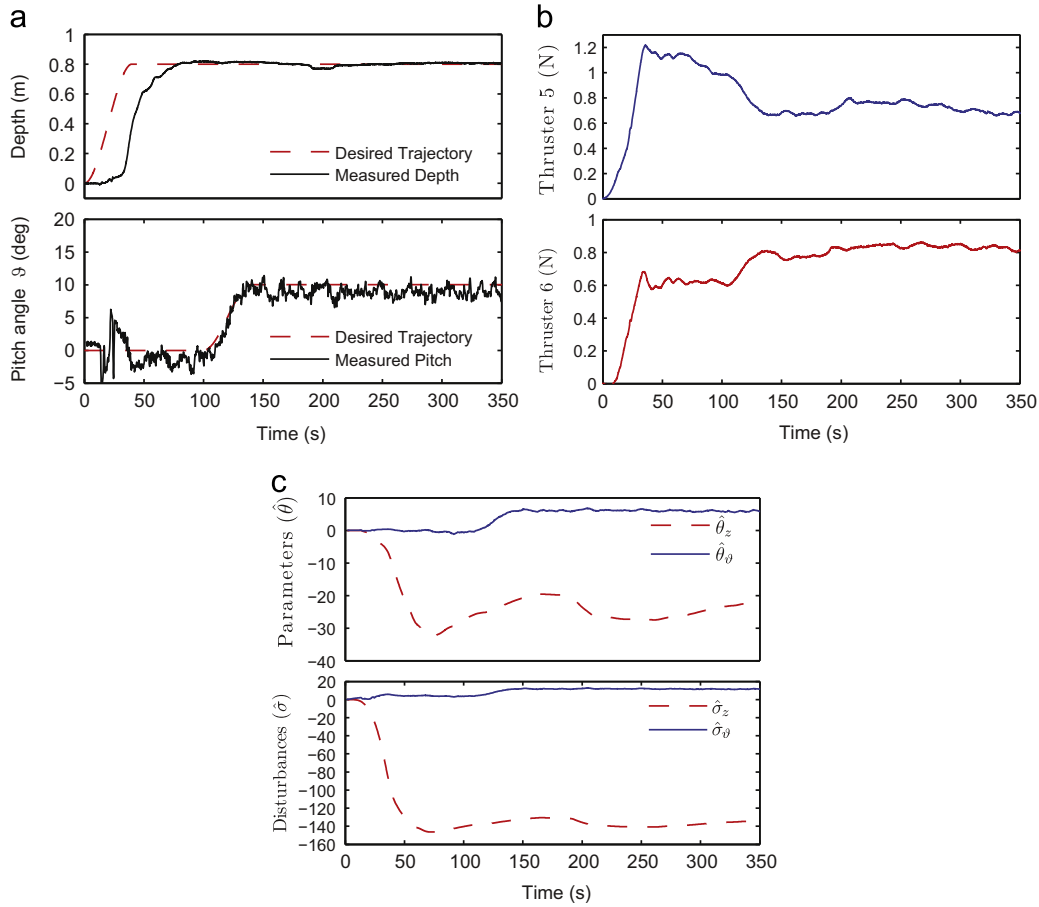 a
Depth (m)
1
0.8
0.6
0.4
0.2
0
Desired Trajectory
Measured Depth
Pitch angle ϑ (deg)
20
15
10
5
0
−5
Desired Trajectory
Measured Pitch
0 50 100 150 200 250 300 350
Time (s)
b
Thruster 5 (N)
1.2
1
0.8
0.6
0.4
0.2
0
Thruster 6 (N)
1
0.8
0.6
0.4
0.2
0
0 50 100 150 200 250 300 350
Time (s)
c
Parameters (θ̂)
10
0
−10
−20
−30
−40
θ̂z
θ̂ϑ
Disturbances (σ̂)
20
0
−20
−40
−60
−80
−100
−120
−140
−160
σ̂z
σ̂ϑ
0 50 100 150 200 250 300 350
Time (s)